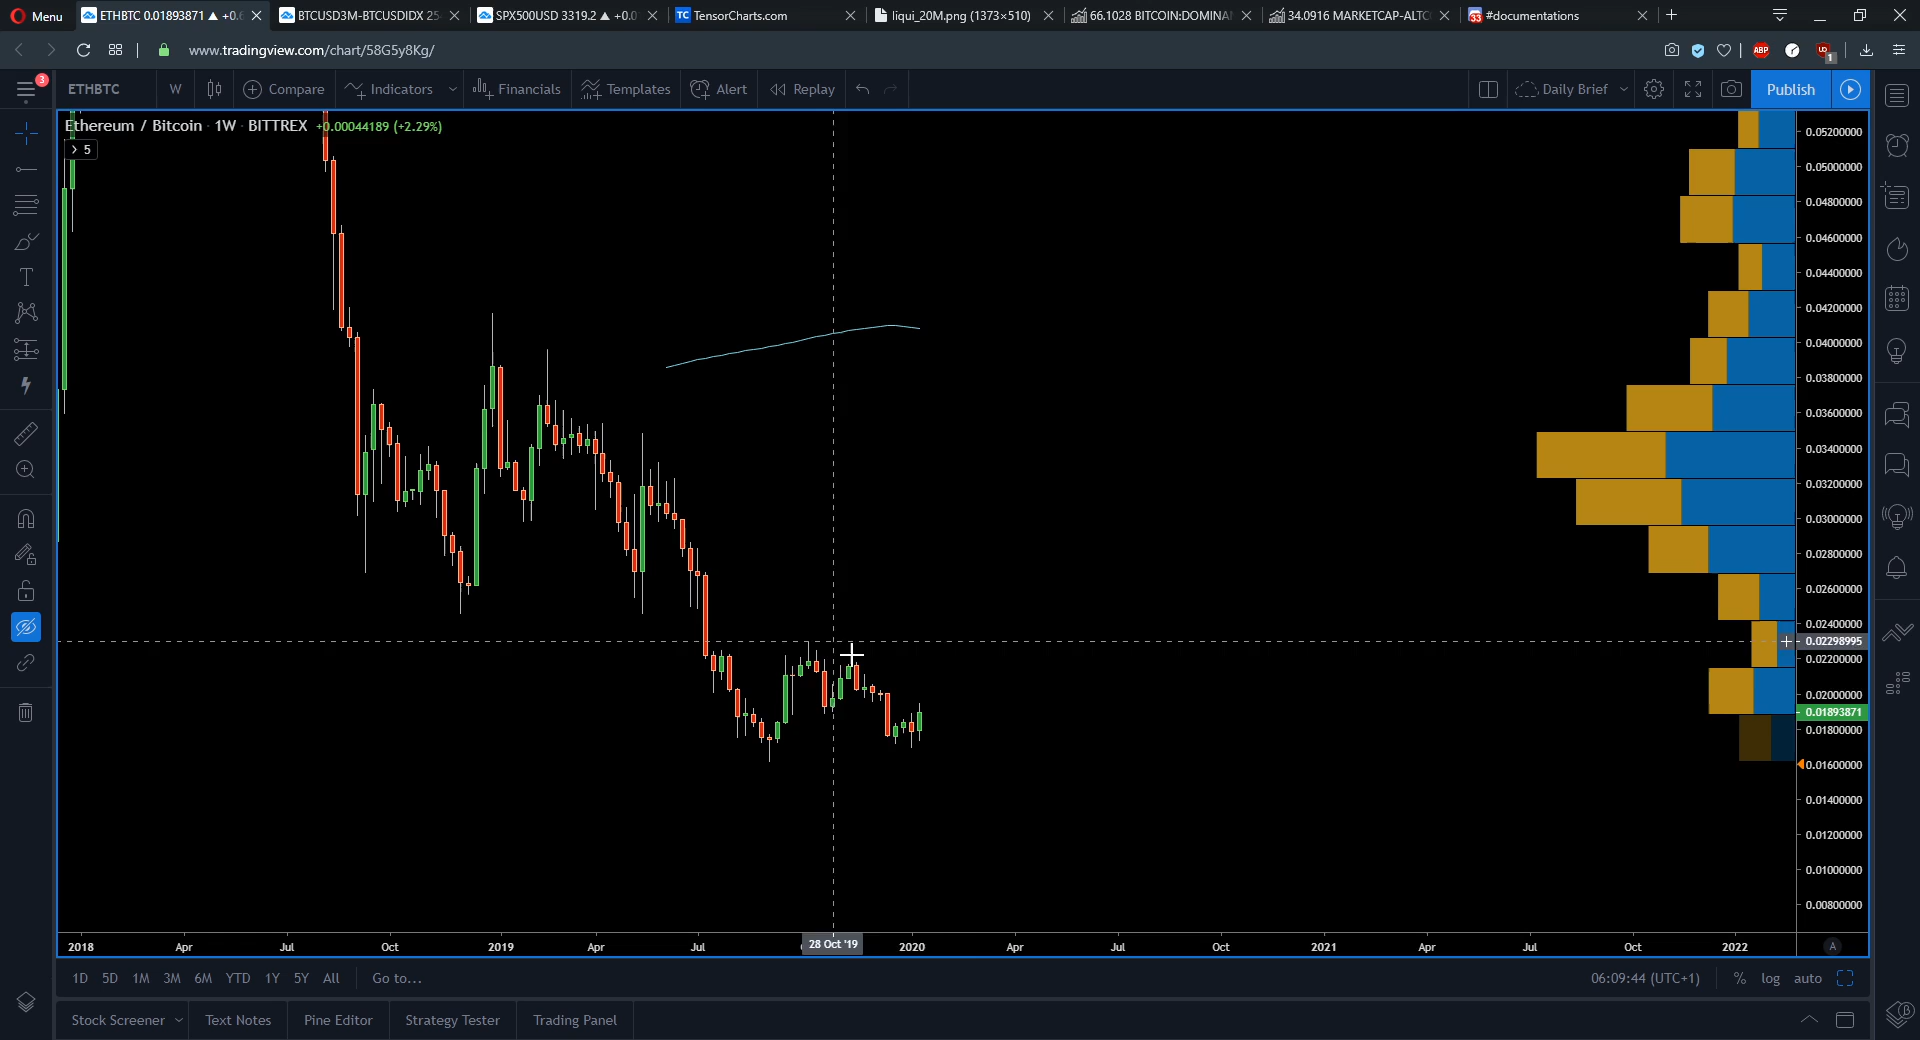 Menu
ETHBTC 0.01893871 ▲ +0.6
BTCUSD3M-BTCUSDIDX 25
SPX500USD 3319.2 ▲ +0.0
TC TensorCharts.com
liqui_20M.png (1373×510)
66.1028 BITCOIN:DOMINA
34.0916 MARKETCAP-ALTC
33 #documentations
www.tradingview.com/chart/58G5y8Kg/
ABP
1
3
ETHBTC
W
Compare
Indicators
Financials
Templates
Alert
Replay
Daily Brief
Publish
Ethereum / Bitcoin · 1W · BITTREX +0.00044189 (+2.29%)
> 5
0.05200000
0.05000000
0.04800000
0.04600000
0.04400000
0.04200000
0.04000000
0.03800000
0.03600000
0.03400000
0.03200000
0.03000000
0.02800000
0.02600000
0.02400000
0.02298995
0.02200000
0.02000000
0.01893871
0.01800000
0.01600000
0.01400000
0.01200000
0.01000000
0.00800000
2018 Apr Jul Oct 2019 Apr Jul 28 Oct '19 2020 Apr Jul Oct 2021 Apr Jul Oct 2022 A
1D 5D 1M 3M 6M YTD 1Y 5Y All Go to... 06:09:44 (UTC+1) % log auto
Stock Screener Text Notes Pine Editor Strategy Tester Trading Panel